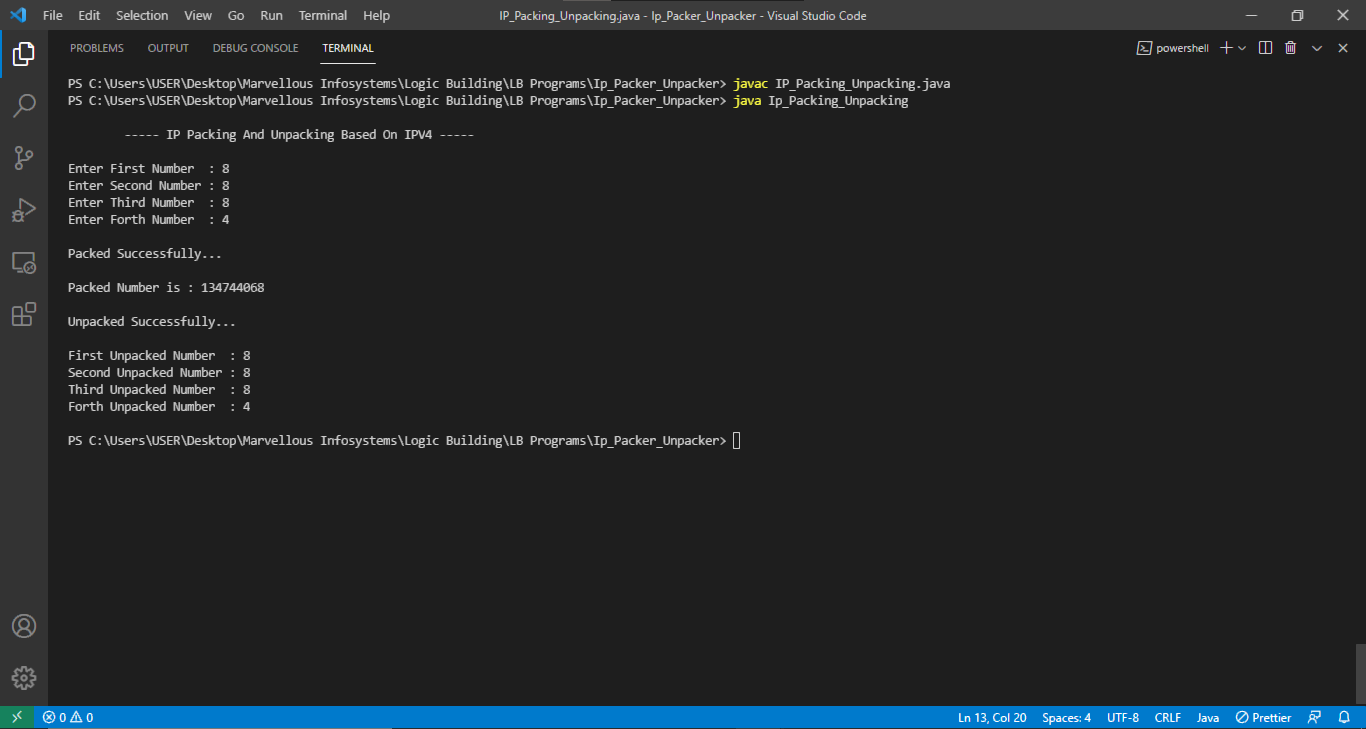 File Edit Selection View Go Run Terminal Help IP_Packing_Unpacking.java - Ip_Packer_Unpacker - Visual Studio Code
PROBLEMS OUTPUT DEBUG CONSOLE TERMINAL powershell
PS C:\Users\USER\Desktop\Marvellous Infosystems\Logic Building\LB Programs\Ip_Packer_Unpacker> javac IP_Packing_Unpacking.java
PS C:\Users\USER\Desktop\Marvellous Infosystems\Logic Building\LB Programs\Ip_Packer_Unpacker> java Ip_Packing_Unpacking
----- IP Packing And Unpacking Based On IPV4 -----
Enter First Number : 8
Enter Second Number : 8
Enter Third Number : 8
Enter Forth Number : 4
Packed Successfully...
Packed Number is : 134744068
Unpacked Successfully...
First Unpacked Number : 8
Second Unpacked Number : 8
Third Unpacked Number : 8
Forth Unpacked Number : 4
PS C:\Users\USER\Desktop\Marvellous Infosystems\Logic Building\LB Programs\Ip_Packer_Unpacker>
0 0 Ln 13, Col 20 Spaces: 4 UTF-8 CRLF Java Prettier